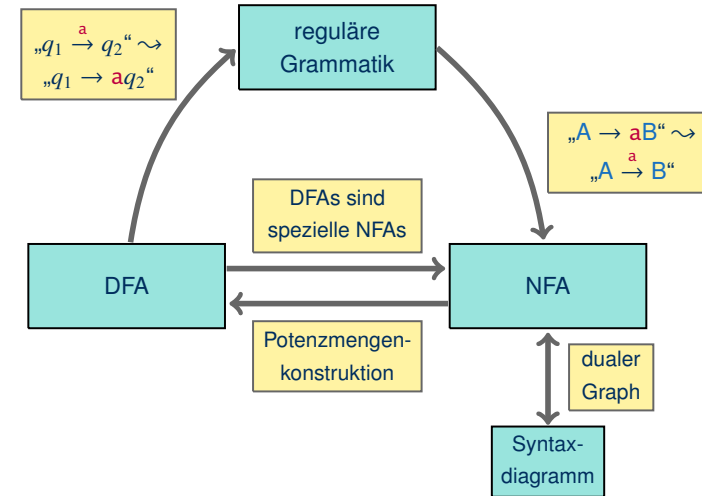 „q₁ →ᵃ q₂“ ⇝
„q₁ → aq₂“
reguläre
Grammatik
„A → aB“ ⇝
„A →ᵃ B“
DFAs sind
spezielle NFAs
DFA
NFA
Potenzmengen-
konstruktion
dualer
Graph
Syntax-
diagramm